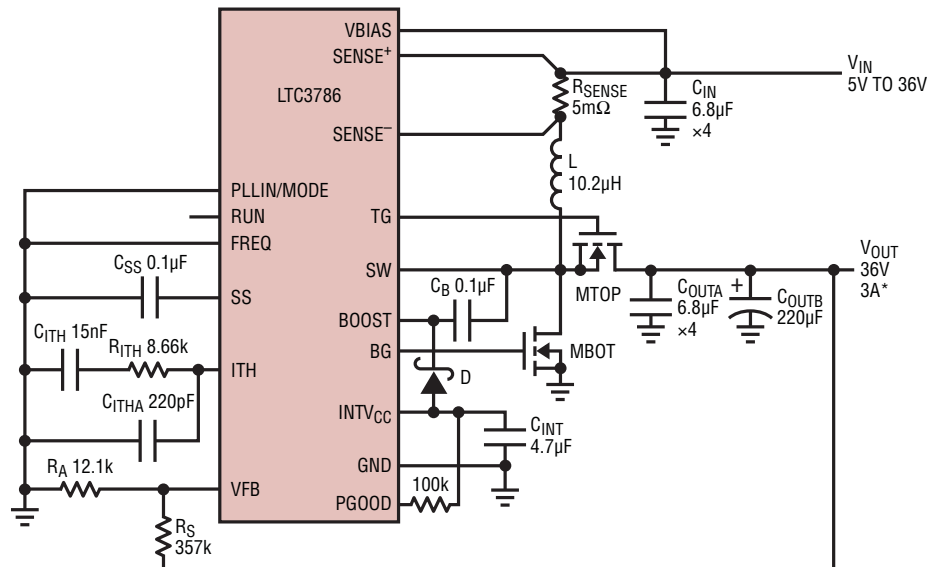 VBIAS
SENSE+
LTC3786
SENSE–
PLLIN/MODE
RUN
FREQ
SS
ITH
VFB
TG
SW
BOOST
BG
INTVCC
GND
PGOOD
CSS 0.1µF
CITH 15nF
RITH 8.66k
CITHA 220pF
RA 12.1k
RS
357k
RSENSE
5mΩ
CIN
6.8µF
×4
VIN
5V TO 36V
L
10.2µH
MTOP
CB 0.1µF
MBOT
D
CINT
4.7µF
100k
COUTA
6.8µF
×4
+
COUTB
220µF
VOUT
36V
3A*